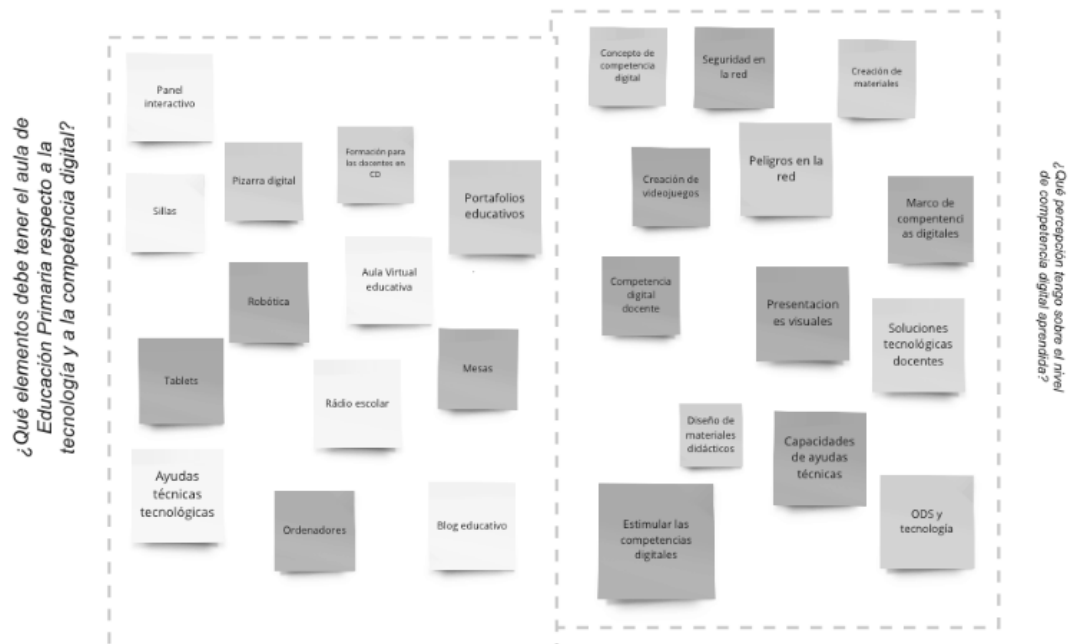 ¿Qué elementos debe tener el aula de
Educación Primaria respecto a la
tecnología y a la competencia digital?
Panel
interactivo
Pizarra digital
Formación para
los docentes en
CD
Portafolios
educativos
Sillas
Aula Virtual
educativa
Robótica
Tablets
Rádio escolar
Mesas
Ayudas
técnicas
tecnológicas
Ordenadores
Blog educativo
Concepto de
competencia
digital
Seguridad en
la red
Creación de
materiales
Creación de
videojuegos
Peligros en la
red
Marco de
compentenci
as digitales
Competencia
digital
docente
Presentacion
es visuales
Soluciones
tecnológicas
docentes
Diseño de
materiales
didácticos
Capacidades
de ayudas
técnicas
Estimular las
competencias
digitales
ODS y
tecnología
¿Qué percepción tengo sobre el nivel
de competencia digital aprendida?